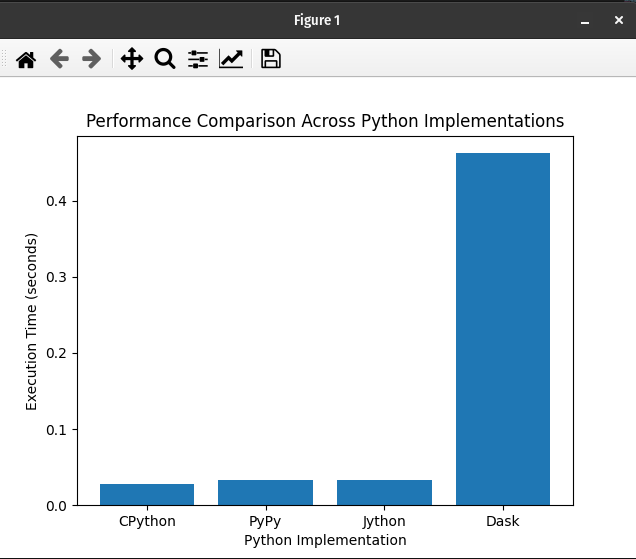 Figure 1
Performance Comparison Across Python Implementations
Execution Time (seconds)
0.4
0.3
0.2
0.1
0.0
CPython PyPy Jython Dask
Python Implementation